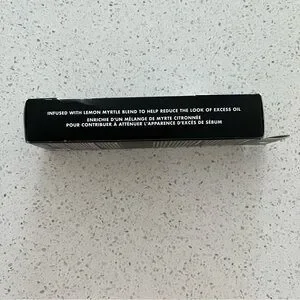 INFUSED WITH LEMON MYRTLE BLEND TO HELP REDUCE THE LOOK OF EXCESS OIL
ENRICHIE D'UN MÉLANGE DE MYRTE CITRONNÉE
POUR CONTRIBUER À ATTÉNUER L'APPARENCE D'EXCÈS DE SÉBUM